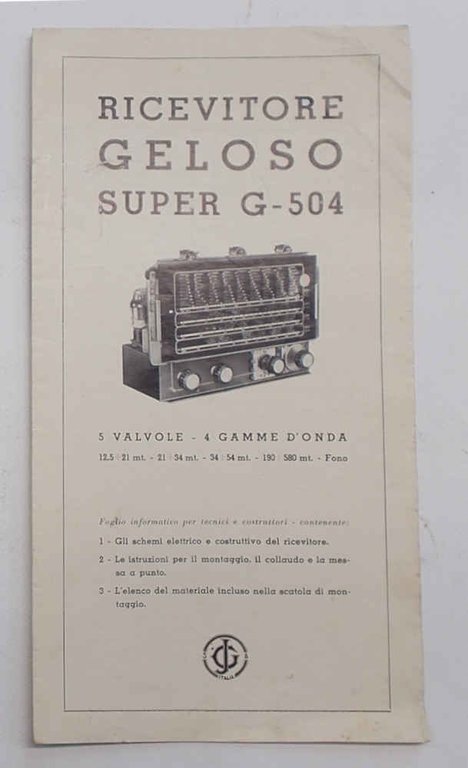 RICEVITORE
GELOSO
SUPER G-504
5 VALVOLE - 4 GAMME D'ONDA
12.5÷21 mt. - 21÷34 mt. - 34÷54 mt. - 190÷580 mt. - Fono
Foglio informativo per tecnici e costruttori - contenente:
1 - Gli schemi elettrico e costruttivo del ricevitore.
2 - Le istruzioni per il montaggio, il collaudo e la mes-
sa a punto.
3 - L'elenco del materiale incluso nella scatola di mon-
taggio.
JG
ITALIA